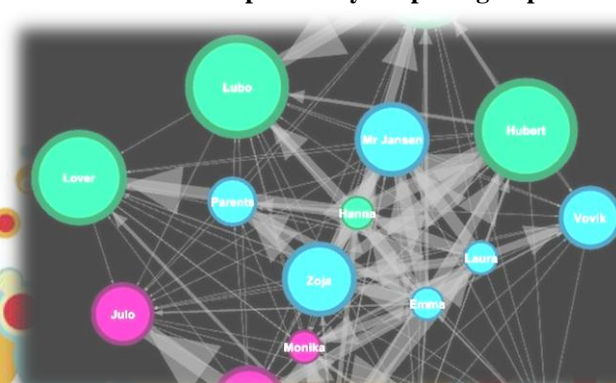 Lubo
Mr Jansen
Hubert
Lover
Parents
Hanna
Vovik
Laura
Zoja
Emma
Julo
Monika